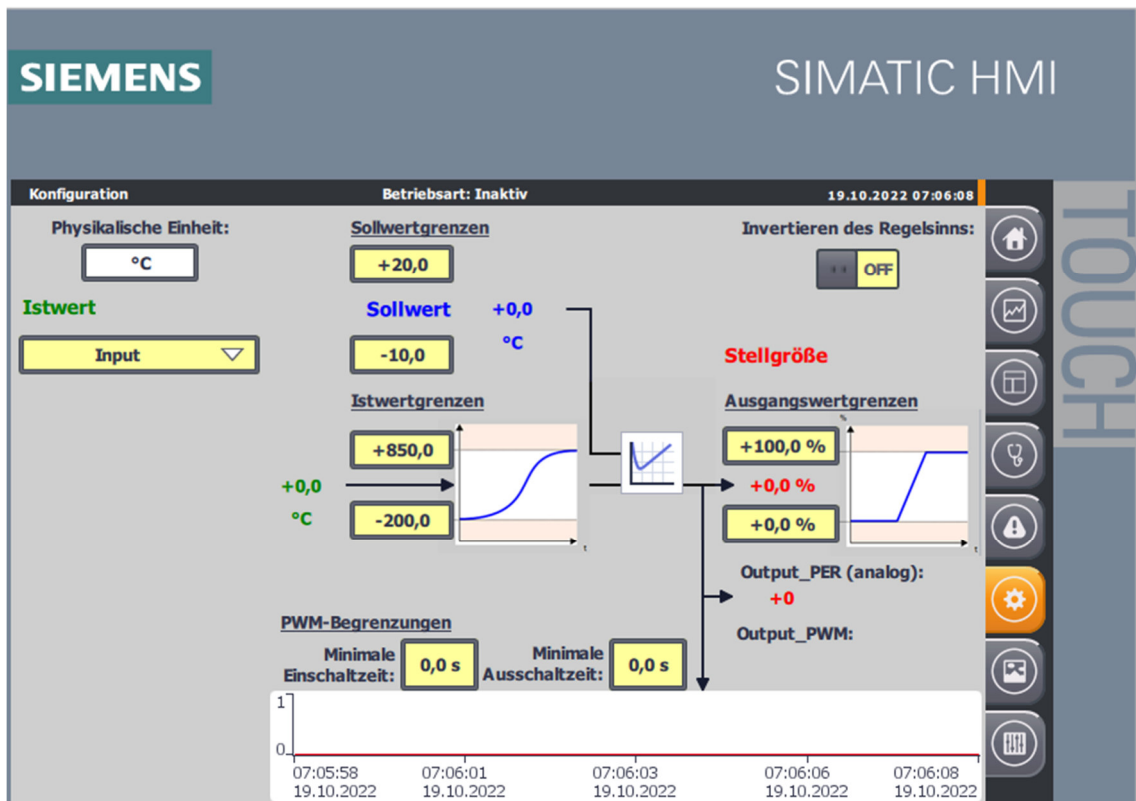 SIEMENS
SIMATIC HMI
TOUCH
Konfiguration
Betriebsart: Inaktiv
19.10.2022 07:06:08
Physikalische Einheit:
°C
Sollwertgrenzen
+20,0
Invertieren des Regelsinns:
OFF
Istwert
Input
Sollwert +0,0
°C
-10,0
Stellgröße
Istwertgrenzen
+850,0
+0,0
°C
-200,0
t
Ausgangswertgrenzen
%
+100,0 %
+0,0 %
+0,0 %
t
Output_PER (analog):
+0
Output_PWM:
PWM-Begrenzungen
Minimale
Einschaltzeit:
0,0 s
Minimale
Ausschaltzeit:
0,0 s
1
0
07:05:58 07:06:01 07:06:03 07:06:06 07:06:08
19.10.2022 19.10.2022 19.10.2022 19.10.2022 19.10.2022